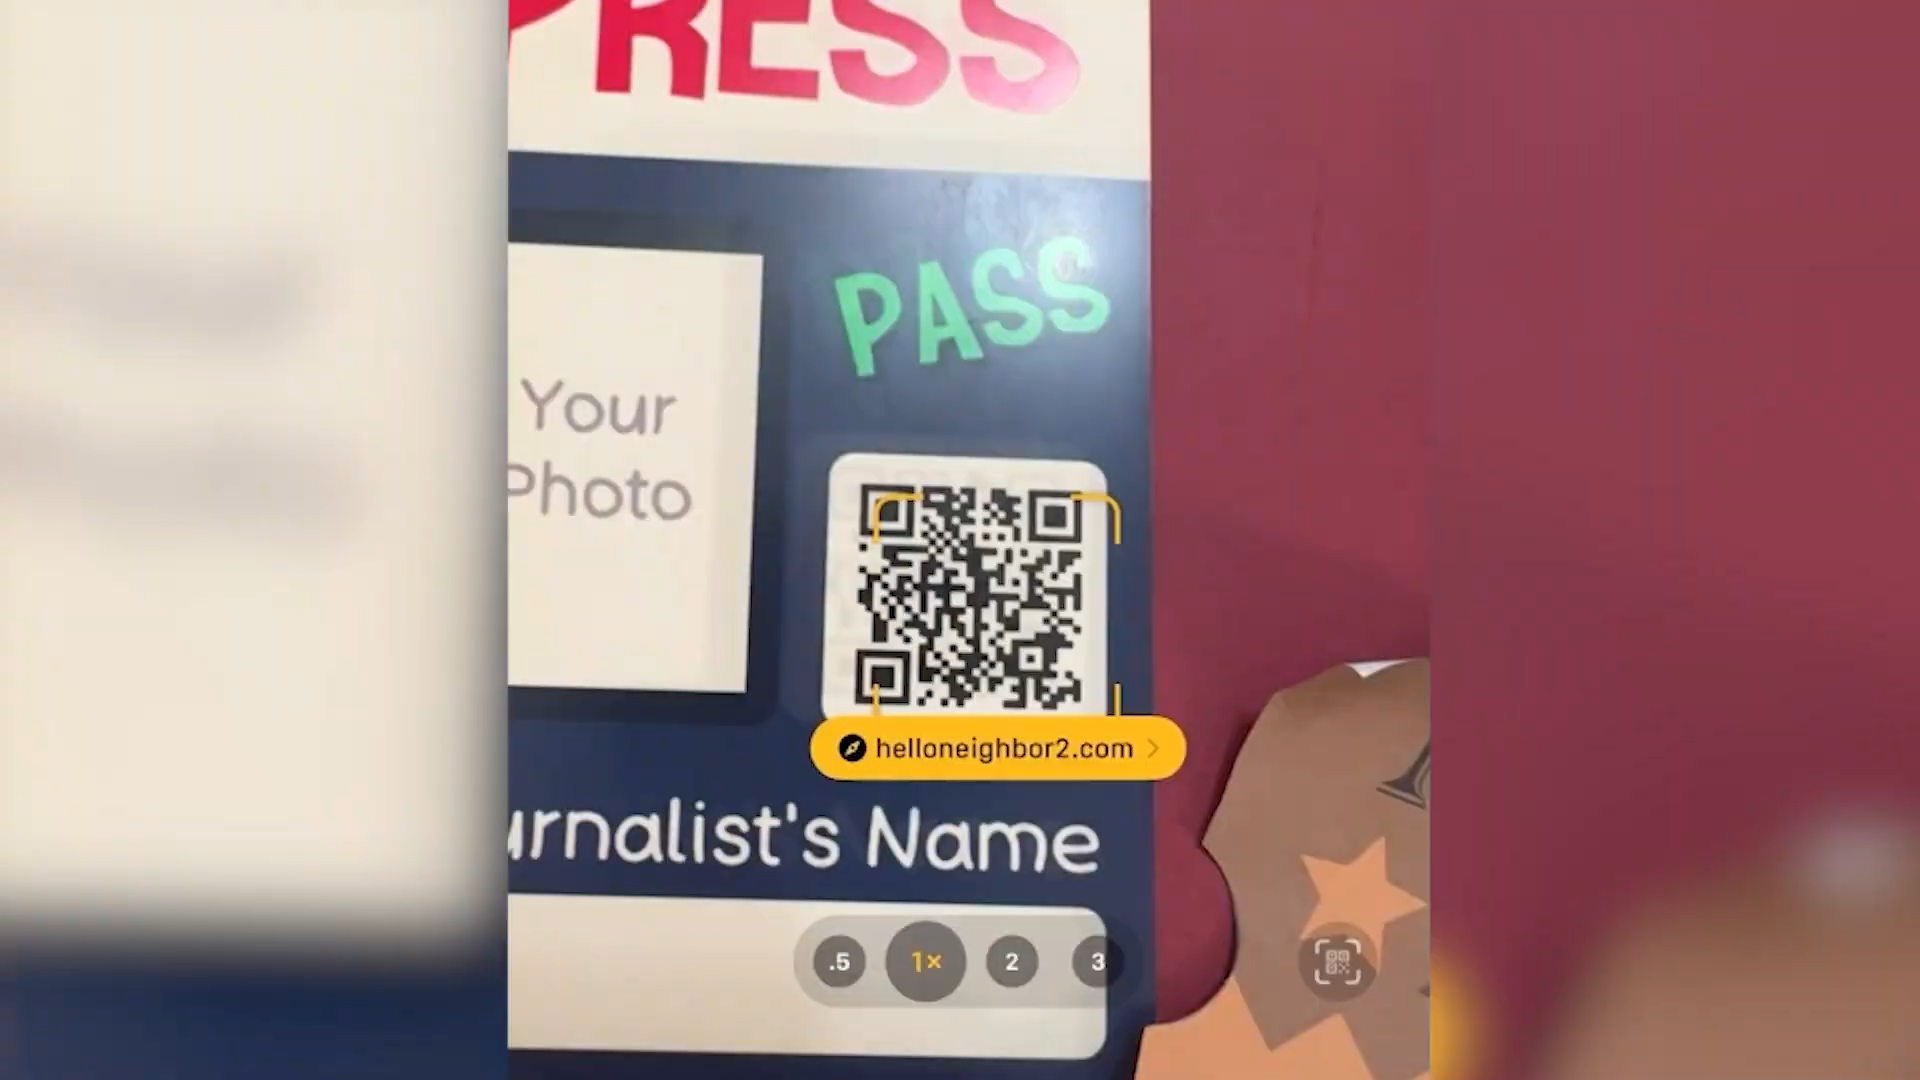 PRESS
PASS
Your
Photo
helloneighbor2.com
urnalist's Name
.5
1×
2
3